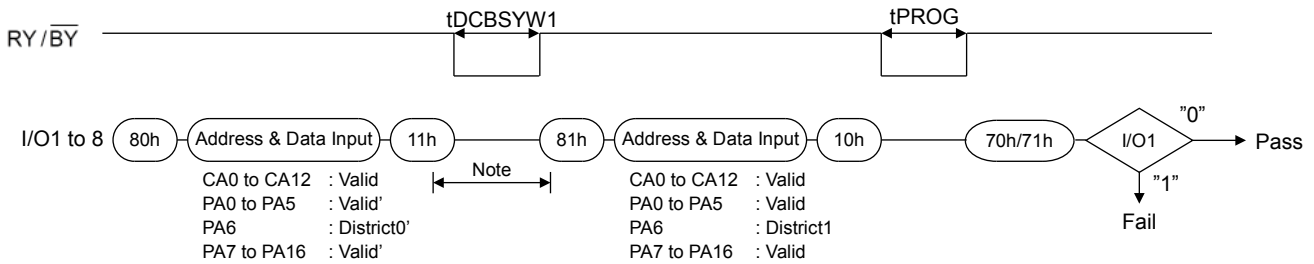 tDCBSYW1
tPROG
RY/BY
I/O1 to 8
80h
Address & Data Input
11h
81h
Address & Data Input
10h
70h/71h
I/O1
”0”
Pass
”1”
Fail
Note
CA0 to CA12 : Valid
PA0 to PA5 : Valid’
PA6 : District0’
PA7 to PA16 : Valid’
CA0 to CA12 : Valid
PA0 to PA5 : Valid
PA6 : District1
PA7 to PA16 : Valid